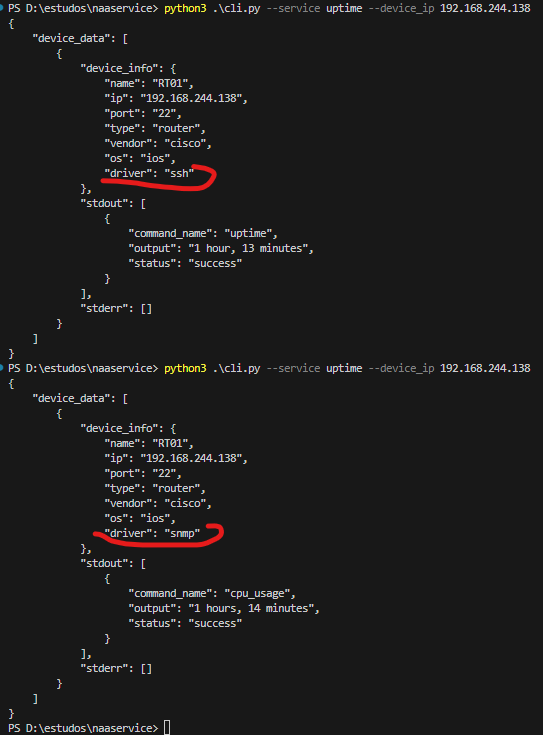 PS D:\estudos\naaservice> python3 .\cli.py --service uptime --device_ip 192.168.244.138
{
    "device_data": [
        {
            "device_info": {
                "name": "RT01",
                "ip": "192.168.244.138",
                "port": "22",
                "type": "router",
                "vendor": "cisco",
                "os": "ios",
                "driver": "ssh"
            },
            "stdout": [
                {
                    "command_name": "uptime",
                    "output": "1 hour, 13 minutes",
                    "status": "success"
                }
            ],
            "stderr": []
        }
    ]
}
PS D:\estudos\naaservice> python3 .\cli.py --service uptime --device_ip 192.168.244.138
{
    "device_data": [
        {
            "device_info": {
                "name": "RT01",
                "ip": "192.168.244.138",
                "port": "22",
                "type": "router",
                "vendor": "cisco",
                "os": "ios",
                "driver": "snmp"
            },
            "stdout": [
                {
                    "command_name": "cpu_usage",
                    "output": "1 hours, 14 minutes",
                    "status": "success"
                }
            ],
            "stderr": []
        }
    ]
}
PS D:\estudos\naaservice>